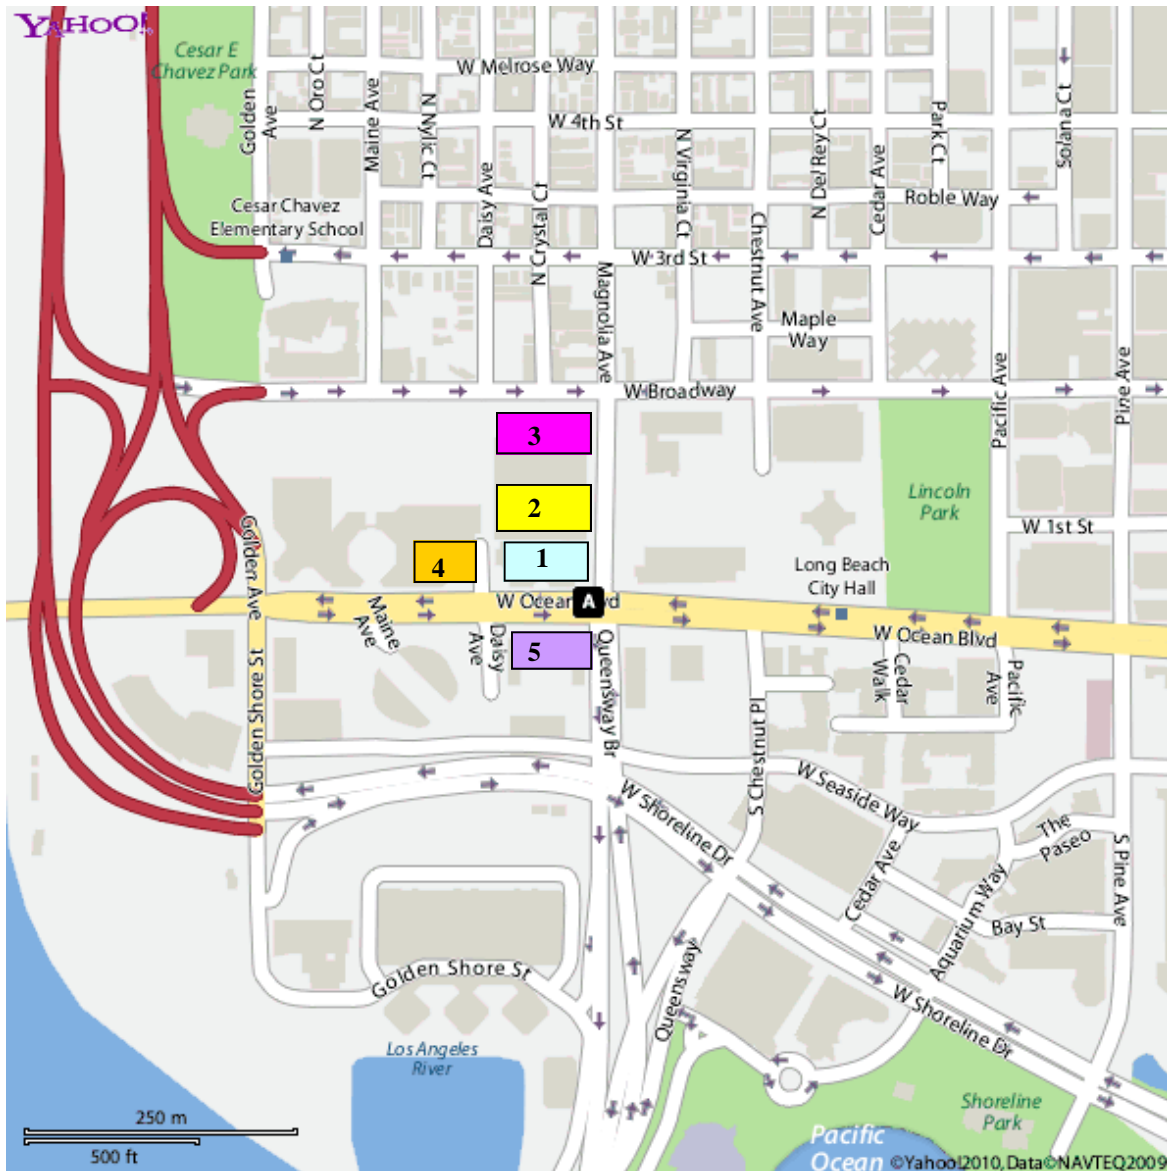 YAHOO!
Cesar E
Chavez Park
Golden
Ave
N Oro Ct
Maine Ave
N Nylic Ct
W Melrose Way
W 4th St
Daisy Ave
N Crystal Ct
N Virginia Ct
Chestnut Ave
N Del Rey Ct
Cedar Ave
Park Ct
Solana Ct
Roble Way
Cesar Chavez
Elementary School
W 3rd St
Magnolia Ave
Maple
Way
Pacific Ave
Pine Ave
W Broadway
3
2
1
4
5
Lincoln
Park
W 1st St
Long Beach
City Hall
Golden Ave
W Ocean Blvd
A
W Ocean Blvd
Maine
Ave
Daisy
Ave
Queensway Br
Cedar
Walk
Pacific
Ave
Golden Shore St
S Chestnut Pl
W Seaside Way
W Shoreline Dr
The
Paseo
Cedar Ave
S Pine Ave
Aquarium Way
Bay St
Golden Shore St
Queensway
W Shoreline Dr
Los Angeles
River
Shoreline
Park
250 m
500 ft
Pacific
Ocean
©Yahoo!2010, Data©NAVTEQ2009